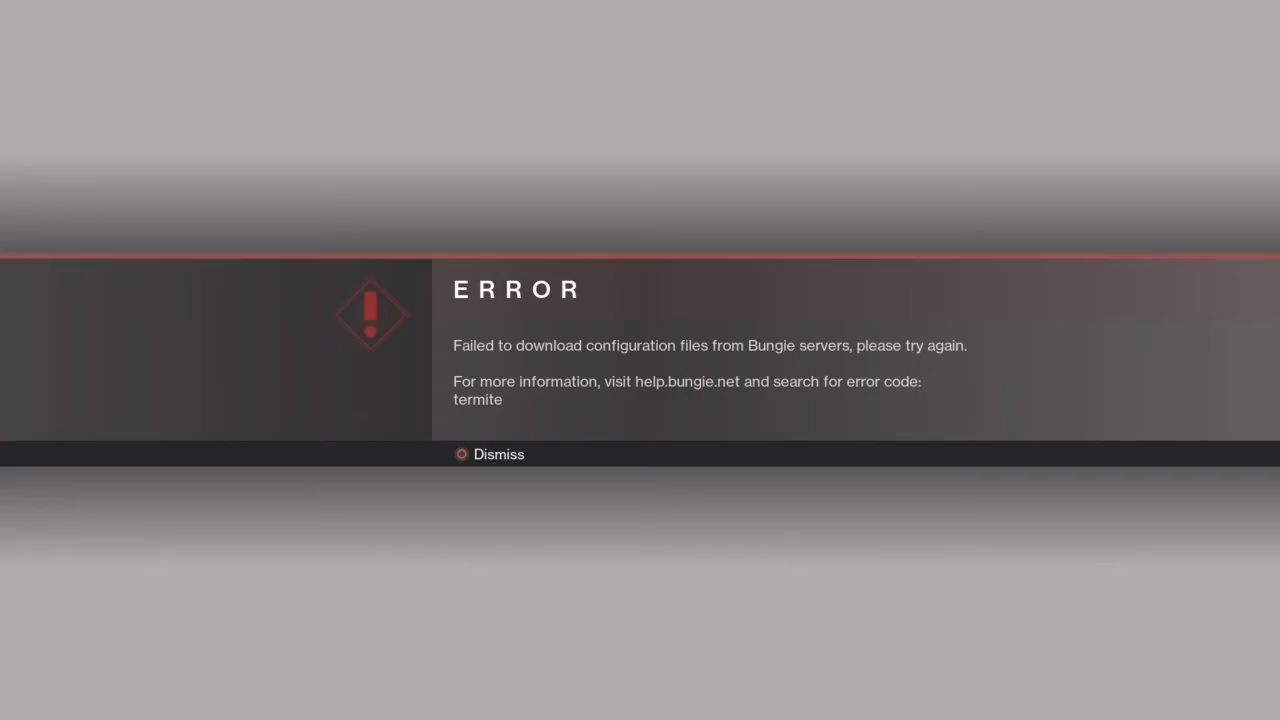 ERROR
Failed to download configuration files from Bungie servers, please try again.
For more information, visit help.bungie.net and search for error code:
termite
Dismiss